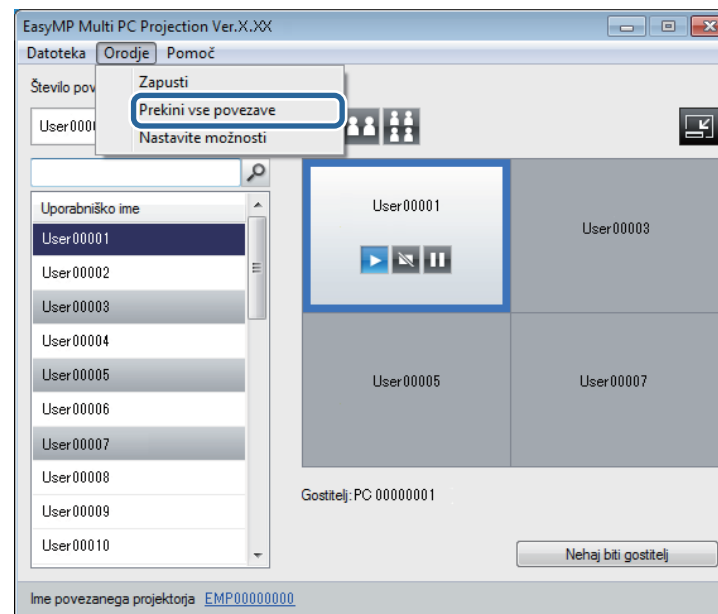 EasyMP Multi PC Projection Ver.X.XX
Datoteka Orodje Pomoč
Število pov
Zapusti
Prekini vse povezave
Nastavite možnosti
Uporabniško ime
User00001
User00002
User00003
User00004
User00005
User00006
User00007
User00008
User00009
User00010
User00001
User00003
User00005
User00007
Gostitelj: PC 00000001
Nehaj biti gostitelj
Ime povezanega projektorja EMP00000000